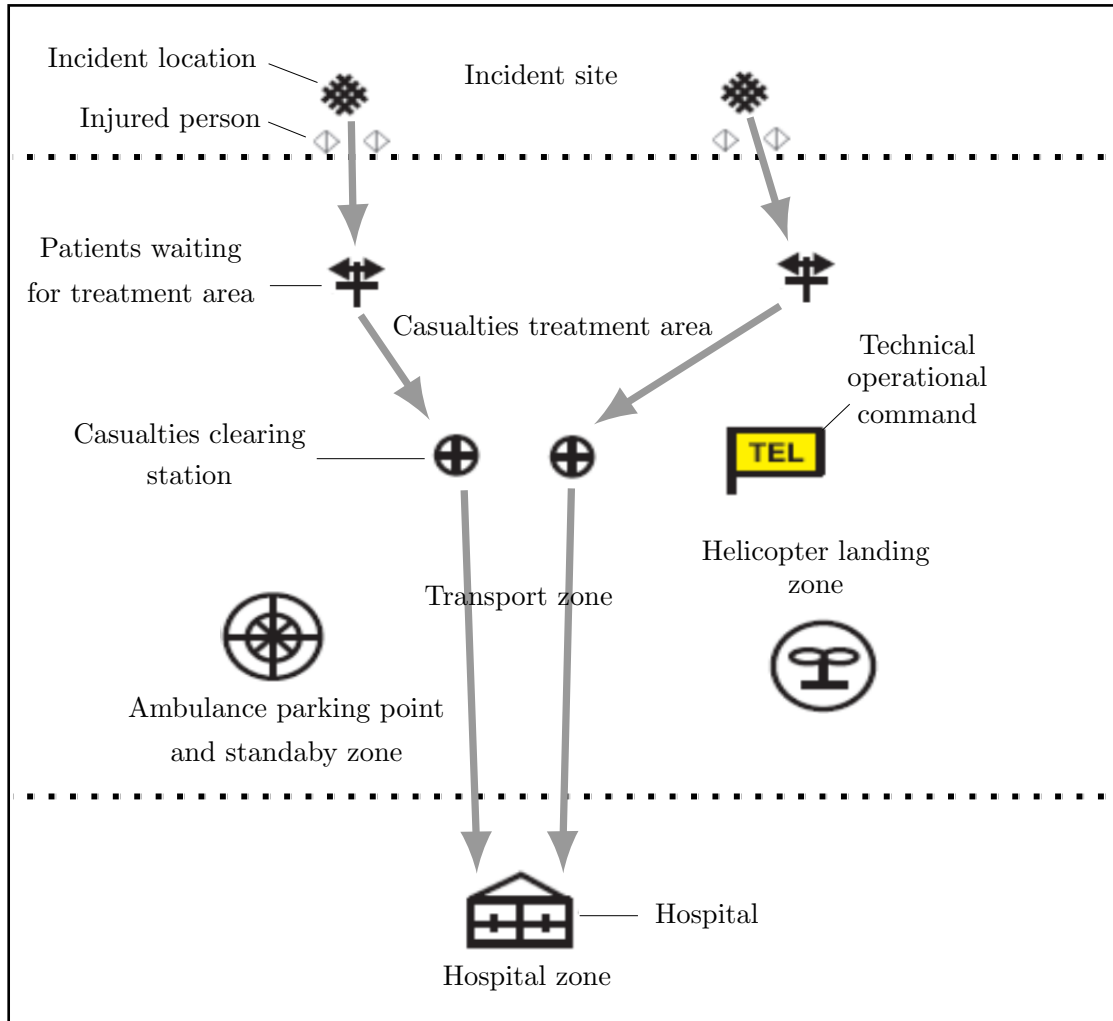 Incident location
Incident site
Injured person
Patients waiting
for treatment area
Casualties treatment area
Technical
operational
command
Casualties clearing
station
TEL
Helicopter landing
zone
Transport zone
Ambulance parking point
and standaby zone
Hospital
Hospital zone